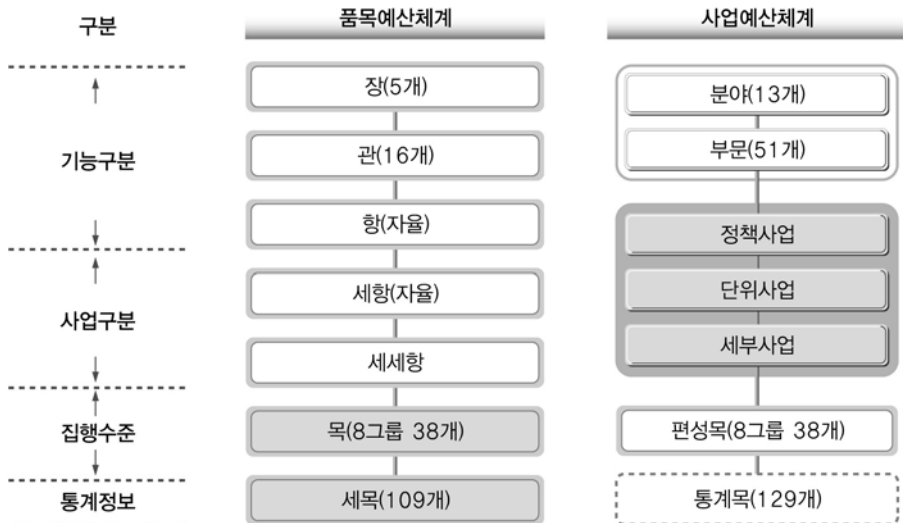 구분
품목예산체계
사업예산체계
장(5개)
분야(13개)
기능구분
관(16개)
부문(51개)
항(자율)
정책사업
사업구분
세항(자율)
단위사업
세세항
세부사업
집행수준
목(8그룹 38개)
편성목(8그룹 38개)
통계정보
세목(109개)
통계목(129개)